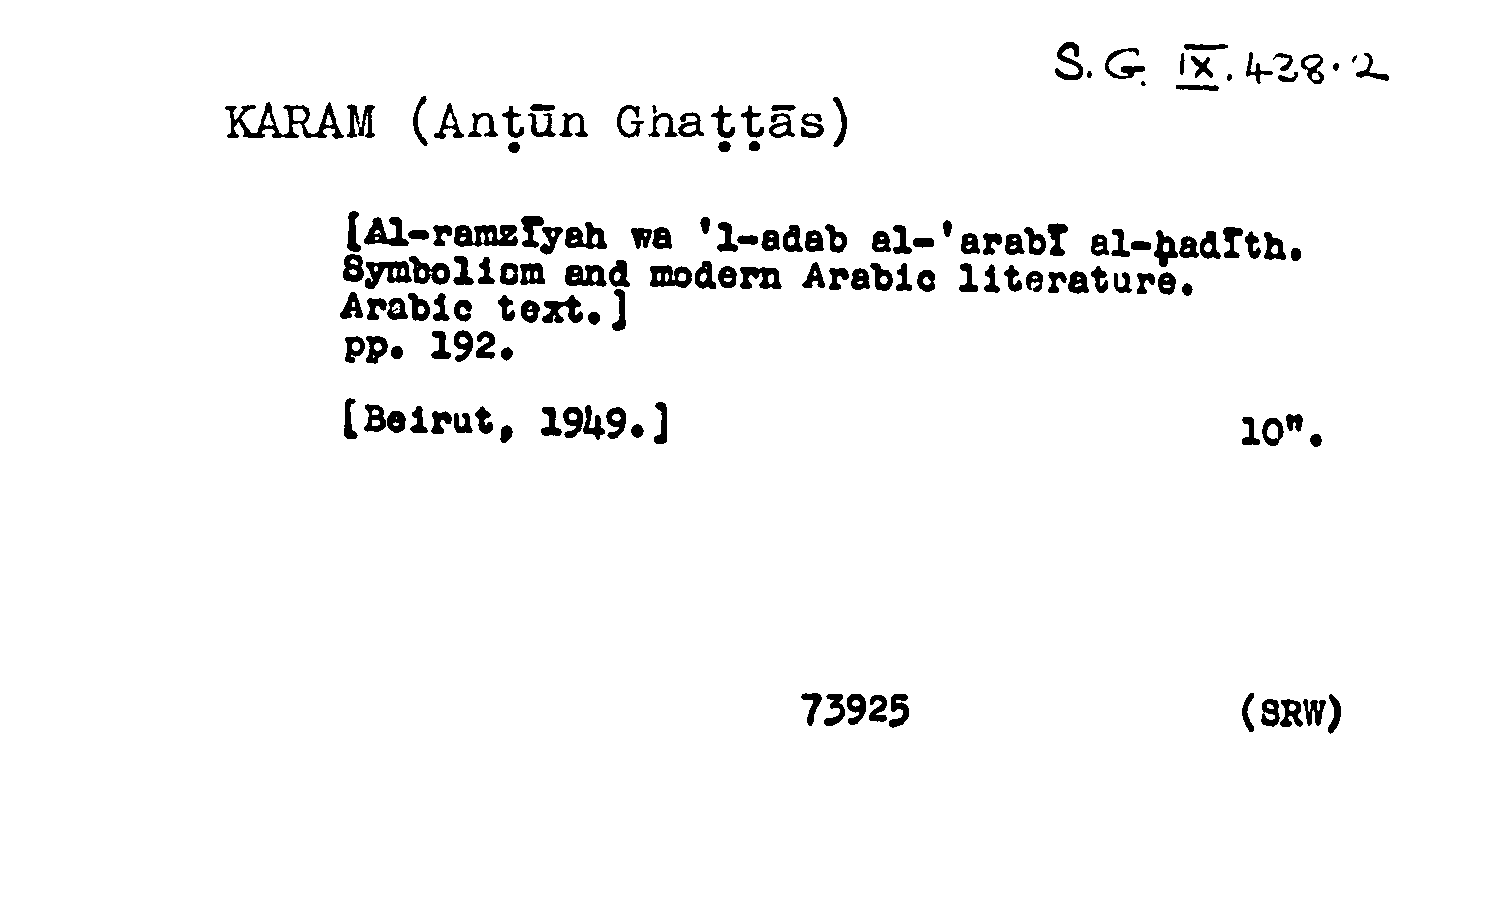 S. G. IX. 438.2
KARAM (Anṭūn Ghaṭṭās)
[Al-ramzīyah wa 'l-adab al-'arabī al-ḥadīth.
Symbolism and modern Arabic literature.
Arabic text.]
pp. 192.
[Beirut, 1949.] 10".
73925 (SRW)